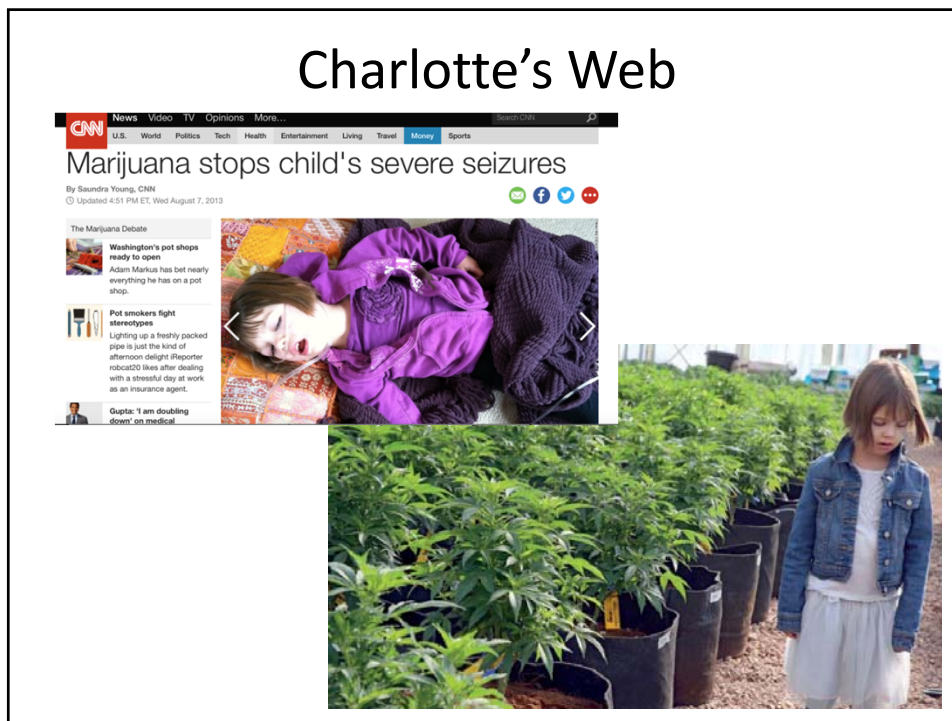 Charlotte's Web
CNN
News Video TV Opinions More...
Search CNN
U.S. World Politics Tech Health Entertainment Living Travel Money Sports
Marijuana stops child's severe seizures
By Saundra Young, CNN
Updated 4:51 PM ET, Wed August 7, 2013
The Marijuana Debate
Washington's pot shops
ready to open
Adam Markus has bet nearly
everything he has on a pot
shop.
Pot smokers fight
stereotypes
Lighting up a freshly packed
pipe is just the kind of
afternoon delight iReporter
robcat20 likes after dealing
with a stressful day at work
as an insurance agent.
Gupta: 'I am doubling
down' on medical